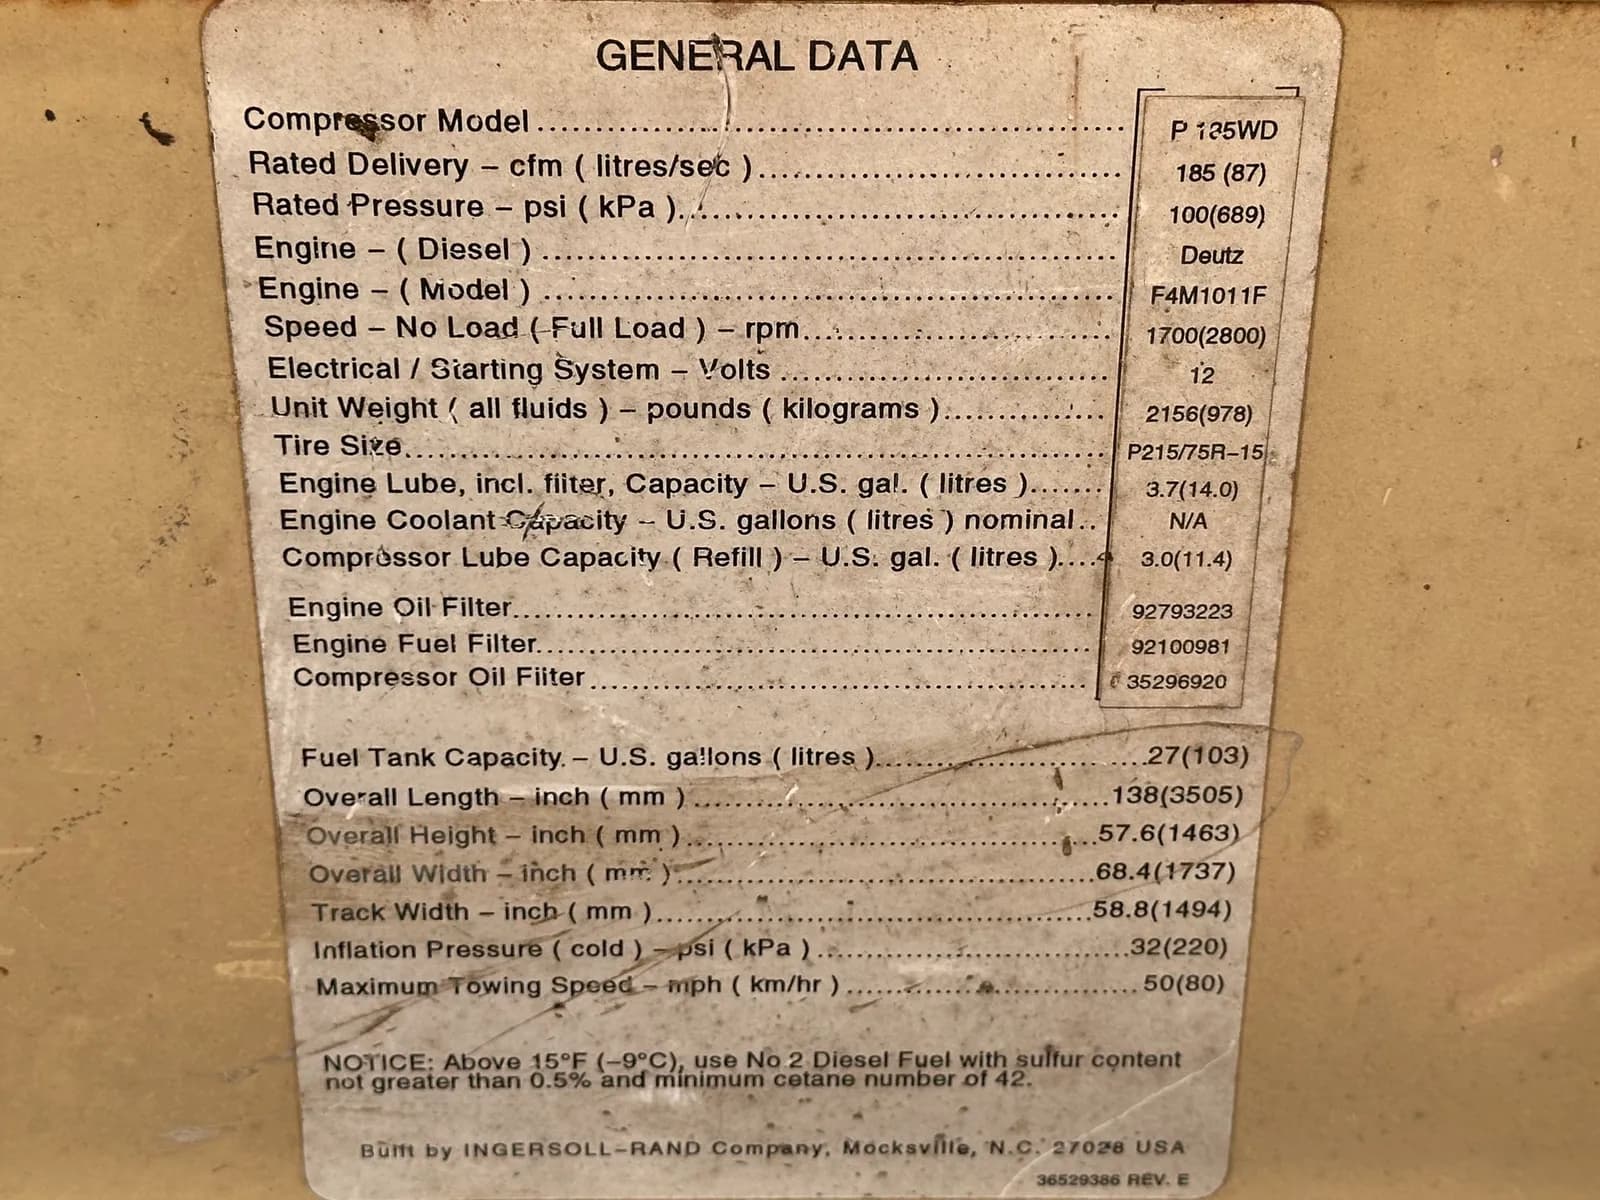 GENERAL DATA
Compressor Model........................................................ P 185WD
Rated Delivery – cfm ( litres/sec )................................... 185 (87)
Rated Pressure – psi ( kPa )........................................... 100(689)
Engine – ( Diesel ) ........................................................ Deutz
Engine – ( Model ) ........................................................ F4M1011F
Speed – No Load ( Full Load ) – rpm.............................. 1700(2800)
Electrical / Starting System – Volts ................................ 12
Unit Weight ( all fluids ) – pounds ( kilograms )................ 2156(978)
Tire Size...................................................................... P215/75R–15
Engine Lube, incl. filter, Capacity – U.S. gal. ( litres )....... 3.7(14.0)
Engine Coolant Capacity – U.S. gallons ( litres ) nominal.. N/A
Compressor Lube Capacity ( Refill ) – U.S. gal. ( litres ).... 3.0(11.4)
Engine Oil Filter.......................................................... 92793223
Engine Fuel Filter........................................................ 92100981
Compressor Oil Filter.................................................. 35296920
Fuel Tank Capacity. – U.S. gallons ( litres )........................27(103)
Overall Length – inch ( mm )..........................................138(3505)
Overall Height – inch ( mm )..........................................57.6(1463)
Overall Width – inch ( mm )...........................................68.4(1737)
Track Width – inch ( mm )..............................................58.8(1494)
Inflation Pressure ( cold ) – psi ( kPa )..............................32(220)
Maximum Towing Speed – mph ( km/hr )...........................50(80)
NOTICE: Above 15°F (–9°C), use No.2 Diesel Fuel with sulfur content
not greater than 0.5% and minimum cetane number of 42.
Built by INGERSOLL–RAND Company, Mocksville, N.C. 27028 USA
36529386 REV. E